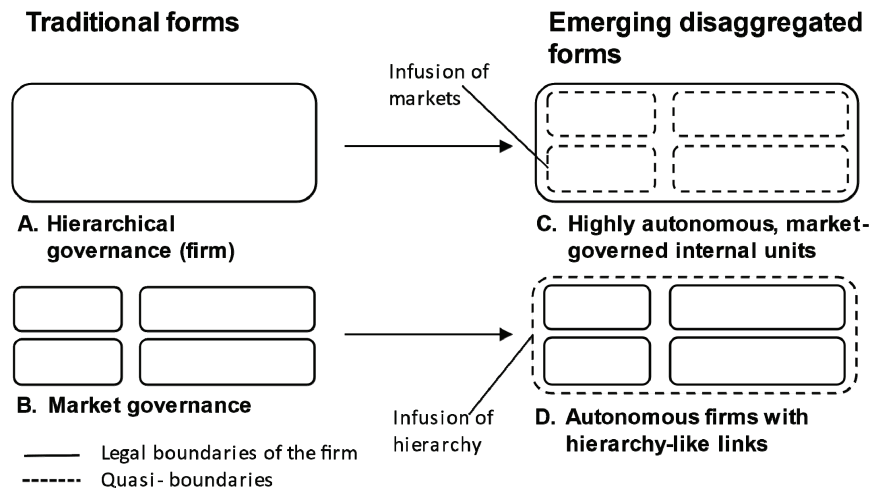 Traditional forms
Emerging disaggregated
forms
Infusion of
markets
A. Hierarchical
governance (firm)
C. Highly autonomous, market-
governed internal units
B. Market governance
Infusion of
hierarchy
D. Autonomous firms with
hierarchy-like links
Legal boundaries of the firm
Quasi- boundaries